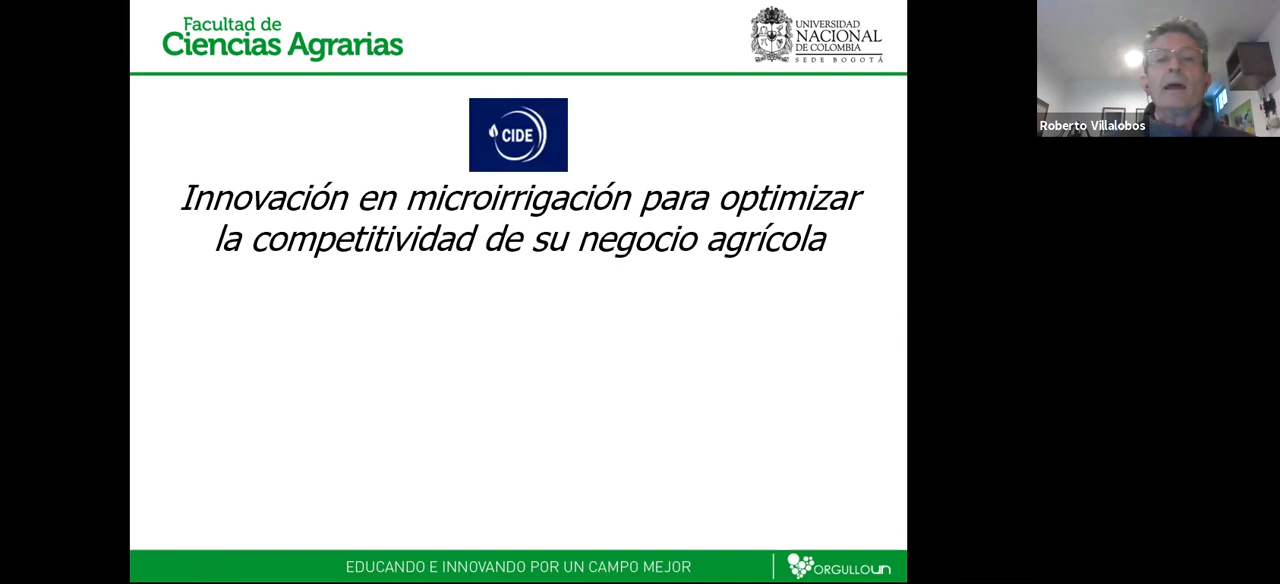 Facultad de
Ciencias Agrarias
UNIVERSIDAD
NACIONAL
DE COLOMBIA
SEDE BOGOTÁ
Roberto Villalobos
CIDE
Innovación en microirrigación para optimizar
la competitividad de su negocio agrícola
EDUCANDO E INNOVANDO POR UN CAMPO MEJOR
ORGULLOUN